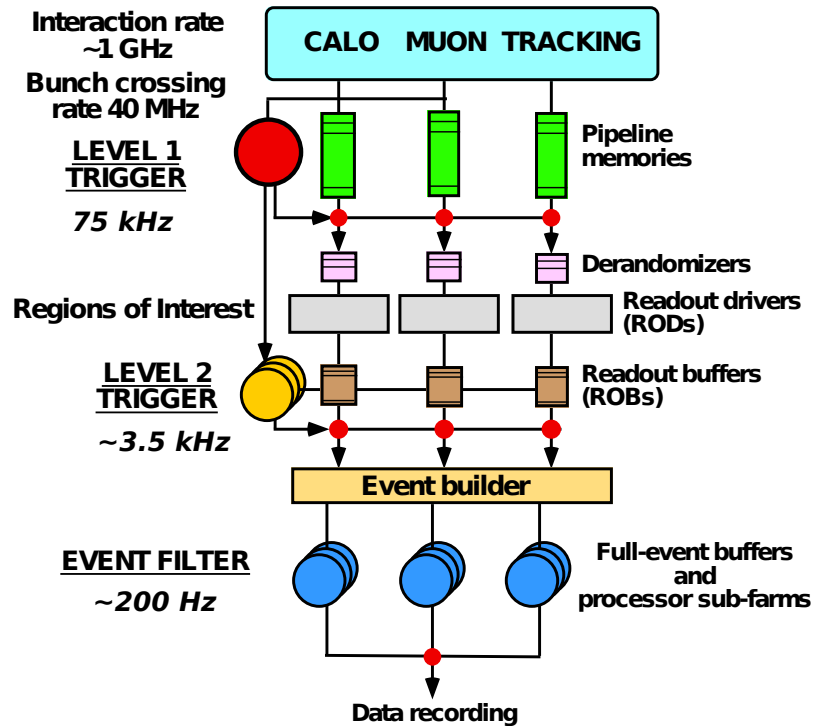 Interaction rate
~1 GHz
CALO MUON TRACKING
Bunch crossing
rate 40 MHz
LEVEL 1
TRIGGER
75 kHz
Pipeline
memories
Derandomizers
Regions of Interest
Readout drivers
(RODs)
LEVEL 2
TRIGGER
~3.5 kHz
Readout buffers
(ROBs)
Event builder
EVENT FILTER
~200 Hz
Full-event buffers
and
processor sub-farms
Data recording